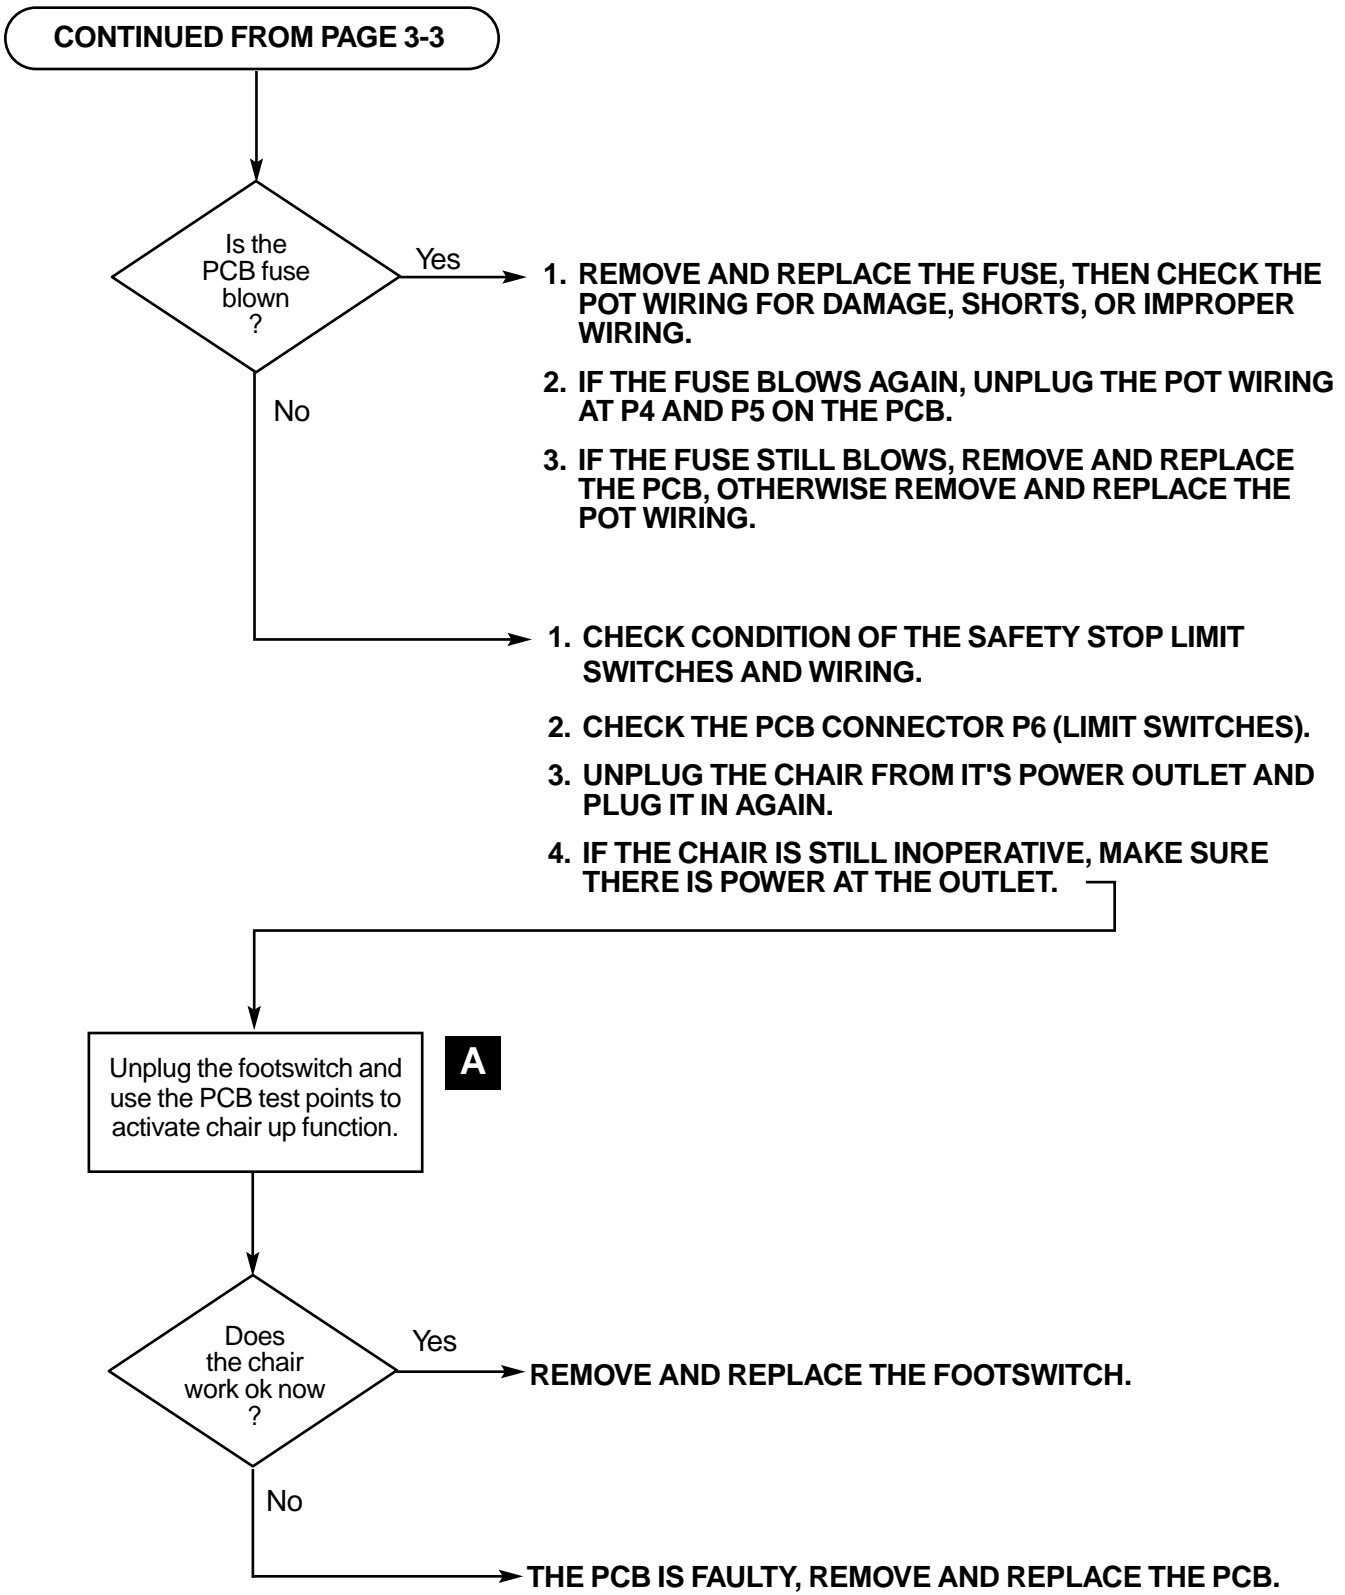 CONTINUED FROM PAGE 3-3
Is the
PCB fuse
blown
?
Yes
1. REMOVE AND REPLACE THE FUSE, THEN CHECK THE
POT WIRING FOR DAMAGE, SHORTS, OR IMPROPER
WIRING.
2. IF THE FUSE BLOWS AGAIN, UNPLUG THE POT WIRING
AT P4 AND P5 ON THE PCB.
3. IF THE FUSE STILL BLOWS, REMOVE AND REPLACE
THE PCB, OTHERWISE REMOVE AND REPLACE THE
POT WIRING.
No
1. CHECK CONDITION OF THE SAFETY STOP LIMIT
SWITCHES AND WIRING.
2. CHECK THE PCB CONNECTOR P6 (LIMIT SWITCHES).
3. UNPLUG THE CHAIR FROM IT'S POWER OUTLET AND
PLUG IT IN AGAIN.
4. IF THE CHAIR IS STILL INOPERATIVE, MAKE SURE
THERE IS POWER AT THE OUTLET.
Unplug the footswitch and
use the PCB test points to
activate chair up function.
A
Does
the chair
work ok now
?
Yes
REMOVE AND REPLACE THE FOOTSWITCH.
No
THE PCB IS FAULTY, REMOVE AND REPLACE THE PCB.